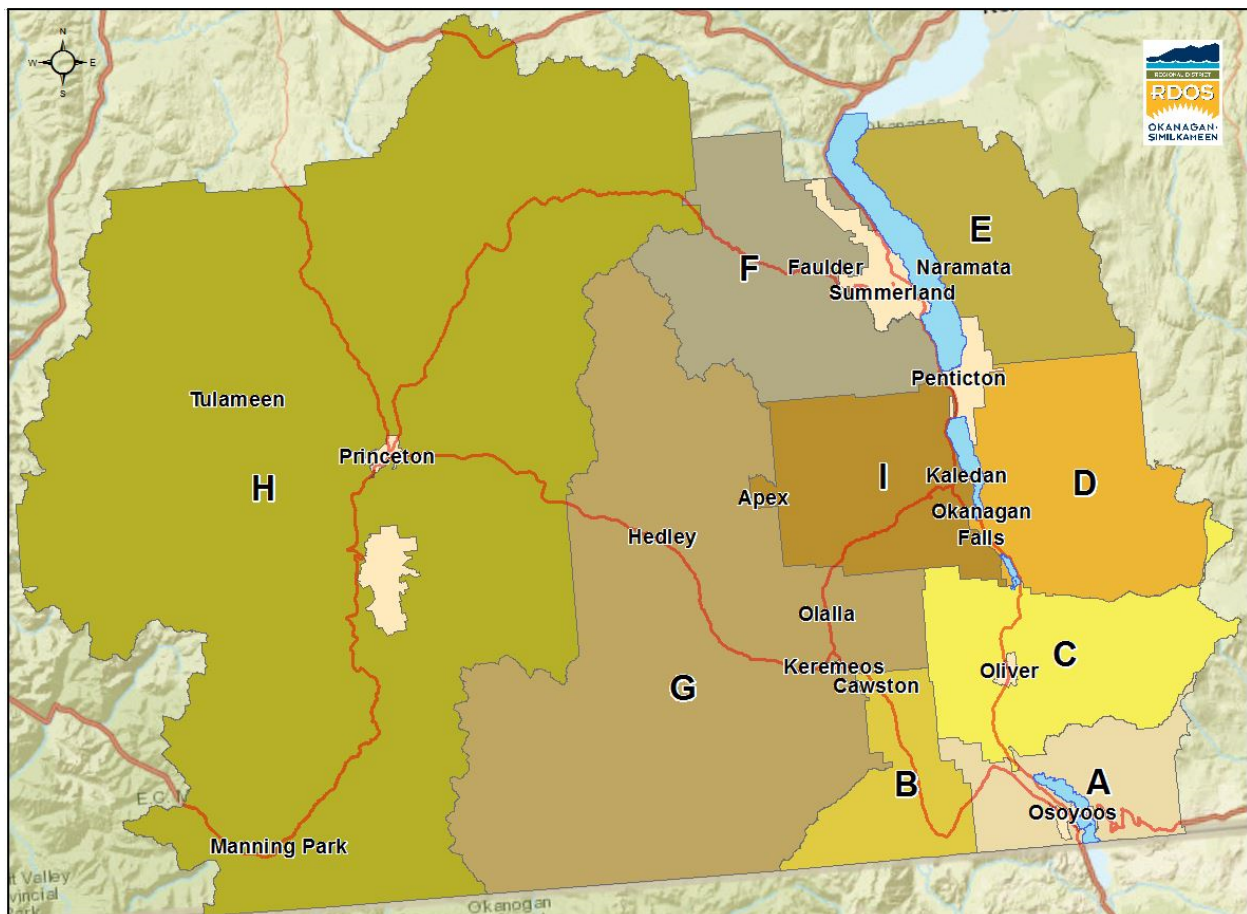 N
W E
S
REGIONAL DISTRICT
RDOS
OKANAGAN-
SIMILKAMEEN
Okanagan
E
F
Faulder
Naramata
Summerland
Penticton
Tulameen
Princeton
H
Kaledan
I
D
Apex
Okanagan
Falls
Hedley
Olalla
C
Keremeos
Oliver
Cawston
G
B
A
Osoyoos
E.C.
Manning Park
Okanogan